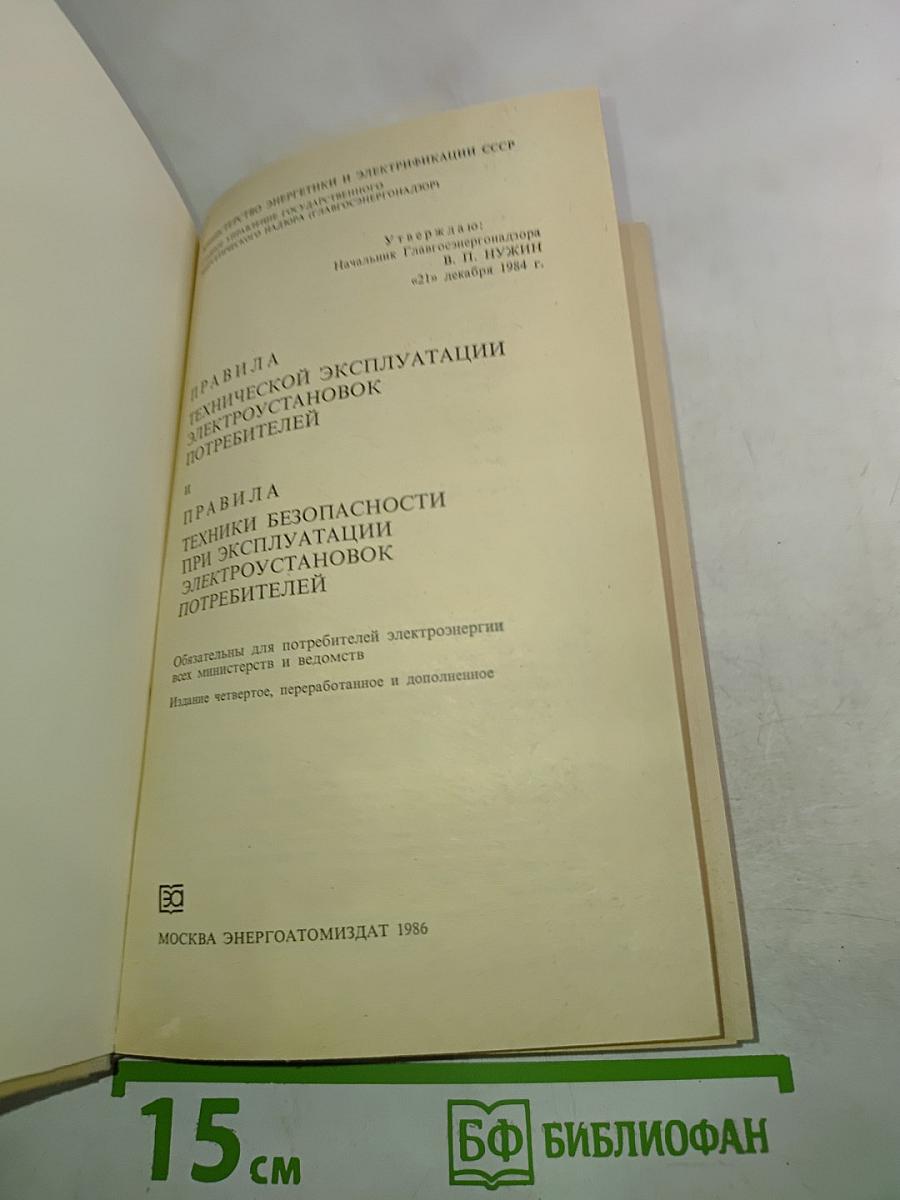 МИНИСТЕРСТВО ЭНЕРГЕТИКИ И ЭЛЕКТРИФИКАЦИИ СССР
УПРАВЛЕНИЕ ГОСУДАРСТВЕННОГО
ЭНЕРГЕТИЧЕСКОГО НАДЗОРА (ГЛАВГОСЭНЕРГОНАДЗОР)
Утверждаю:
Начальник Главгосэнергонадзора
В. П. НУЖИН
«21» декабря 1984 г.
ПРАВИЛА
ТЕХНИЧЕСКОЙ ЭКСПЛУАТАЦИИ
ЭЛЕКТРОУСТАНОВОК
ПОТРЕБИТЕЛЕЙ
и
ПРАВИЛА
ТЕХНИКИ БЕЗОПАСНОСТИ
ПРИ ЭКСПЛУАТАЦИИ
ЭЛЕКТРОУСТАНОВОК
ПОТРЕБИТЕЛЕЙ
Обязательны для потребителей электроэнергии
всех министерств и ведомств
Издание четвертое, переработанное и дополненное
ЭА
МОСКВА ЭНЕРГОАТОМИЗДАТ 1986
15 см
БФ БИБЛИОФАН